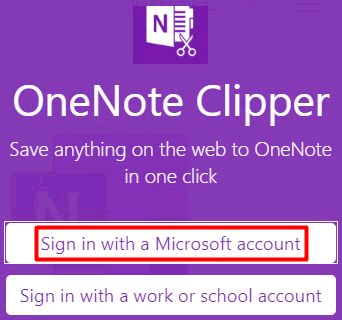 OneNote Clipper
Save anything on the web to OneNote
in one click
Sign in with a Microsoft account
Sign in with a work or school account